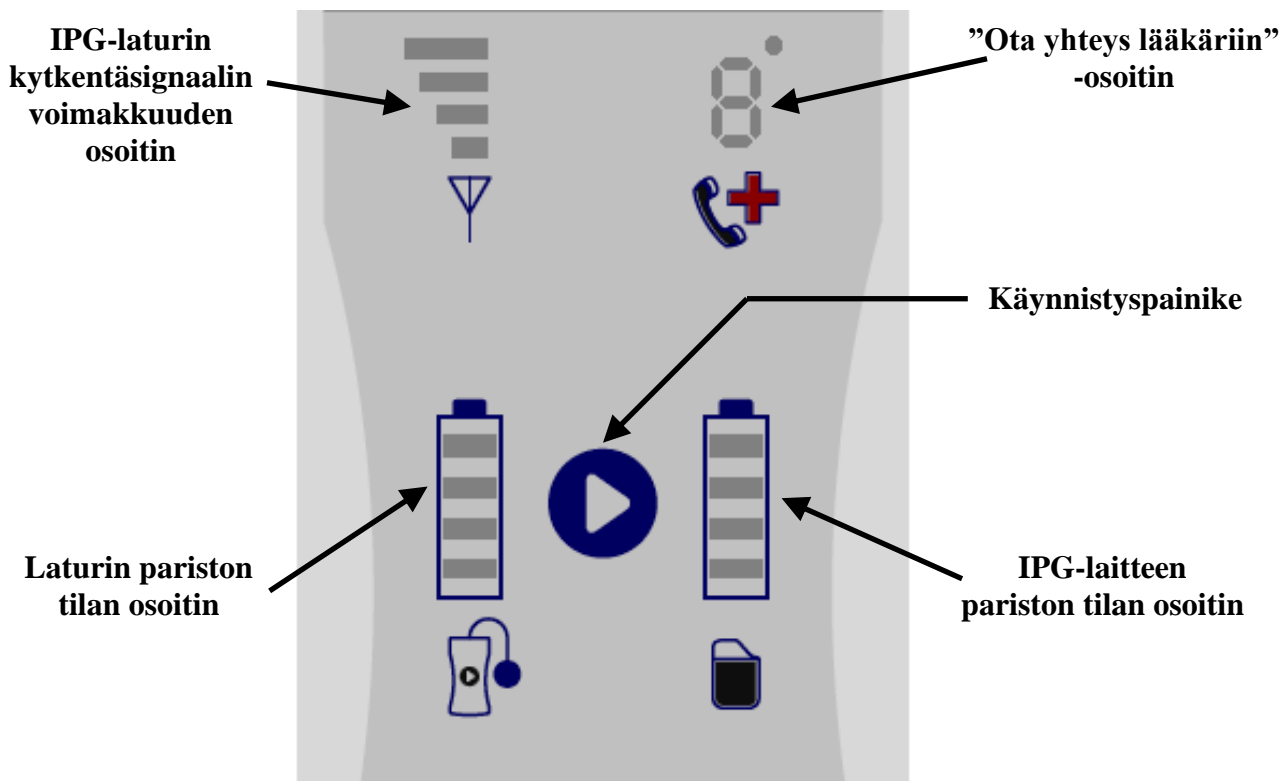 IPG-laturin
kytkentäsignaalin
voimakkuuden
osoitin
”Ota yhteys lääkäriin”
-osoitin
Käynnistyspainike
Laturin pariston
tilan osoitin
IPG-laitteen
pariston tilan osoitin